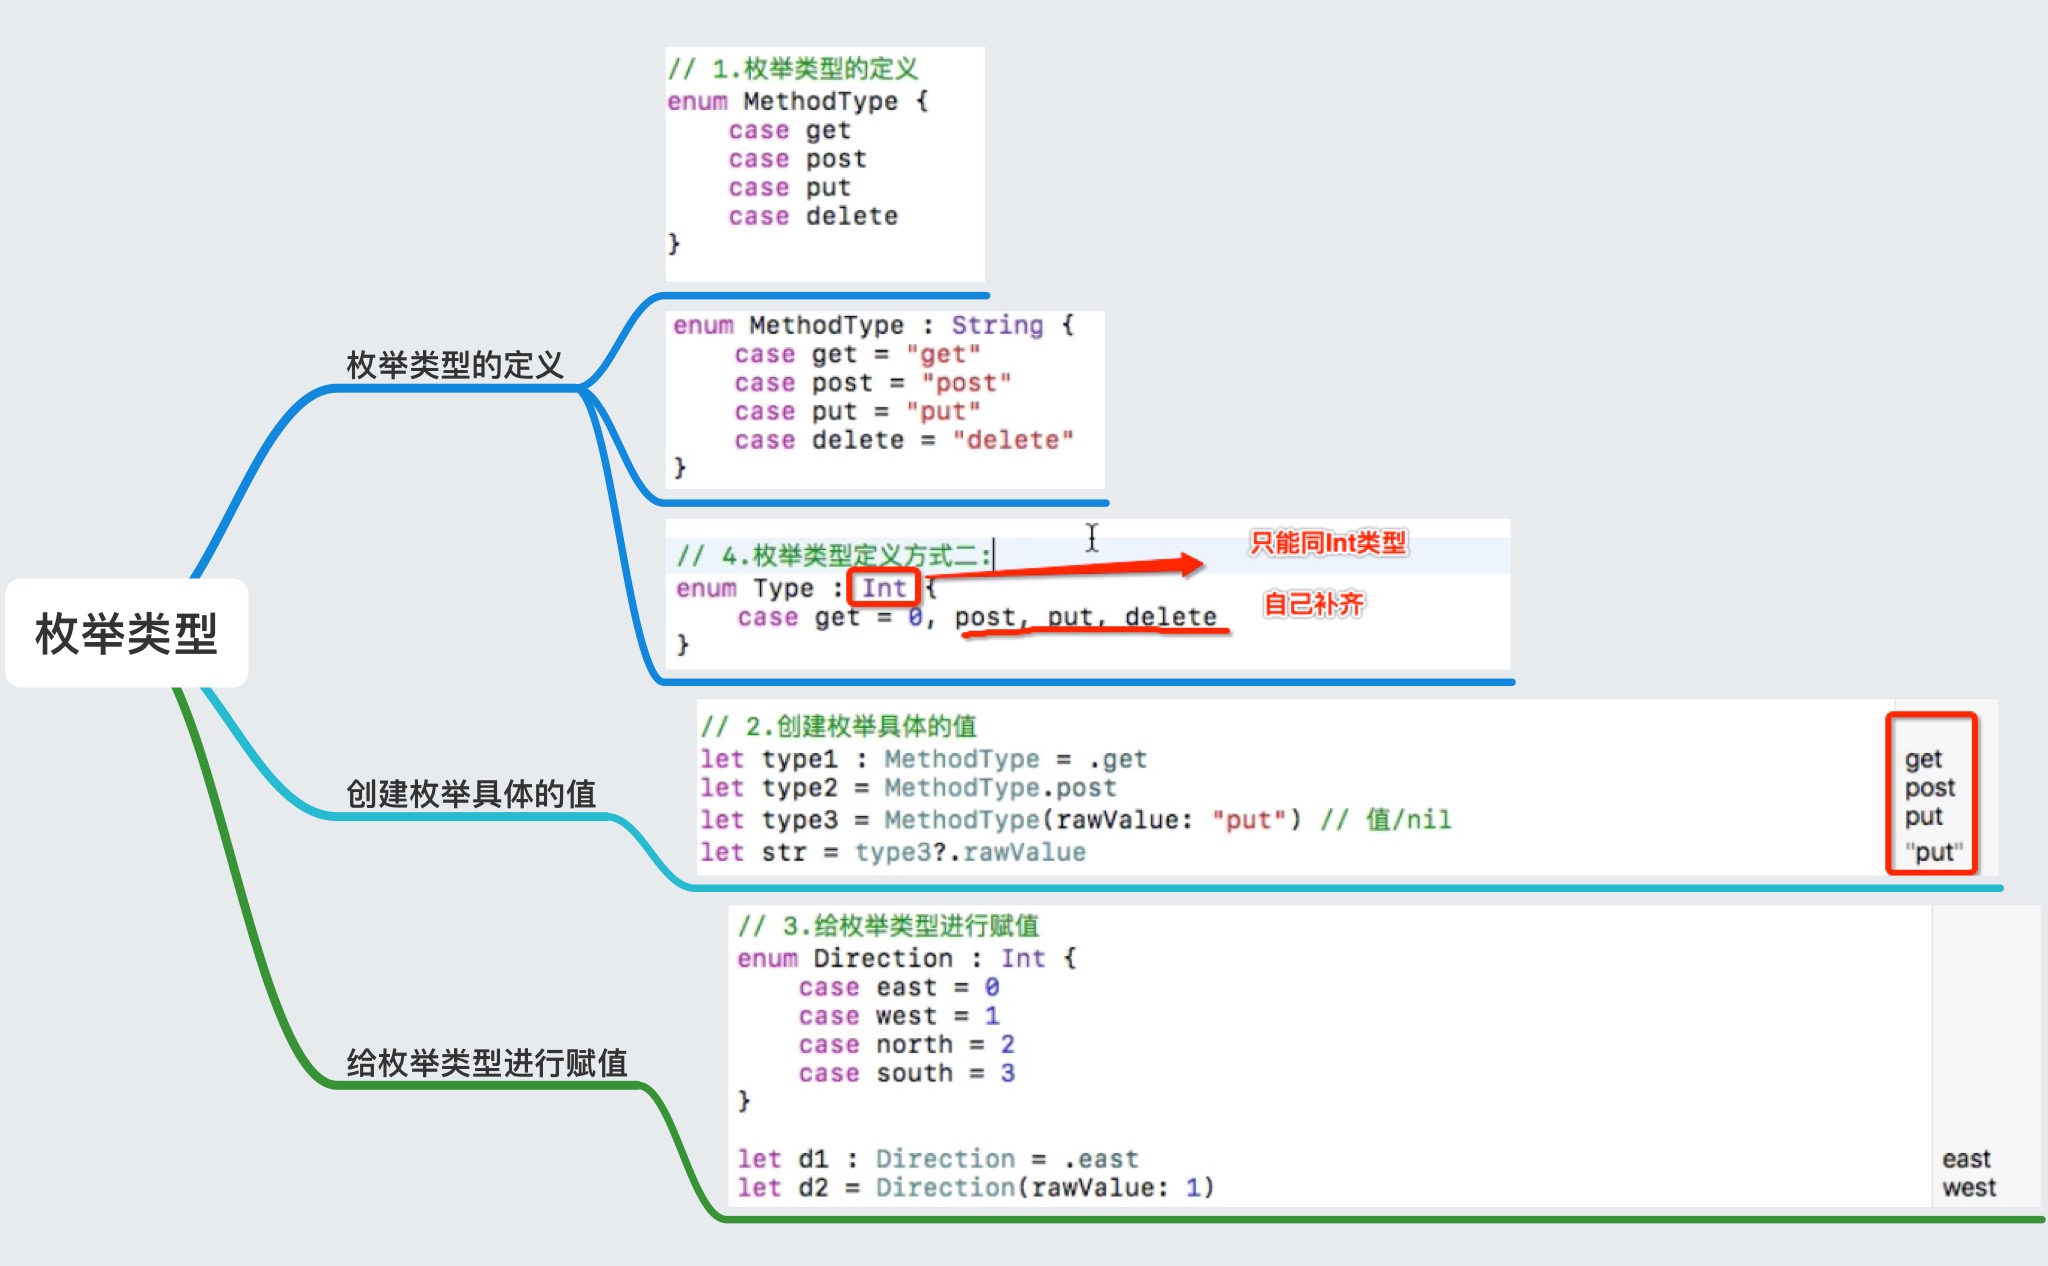 枚举类型
枚举类型的定义
// 1.枚举类型的定义
enum MethodType {
    case get
    case post
    case put
    case delete
}
enum MethodType : String {
    case get = "get"
    case post = "post"
    case put = "put"
    case delete = "delete"
}
// 4.枚举类型定义方式二:
enum Type : Int {
    case get = 0, post, put, delete
}
只能同Int类型
自己补齐
创建枚举具体的值
// 2.创建枚举具体的值
let type1 : MethodType = .get
let type2 = MethodType.post
let type3 = MethodType(rawValue: "put") // 值/nil
let str = type3?.rawValue
get
post
put
"put"
给枚举类型进行赋值
// 3.给枚举类型进行赋值
enum Direction : Int {
    case east = 0
    case west = 1
    case north = 2
    case south = 3
}
let d1 : Direction = .east
let d2 = Direction(rawValue: 1)
east
west